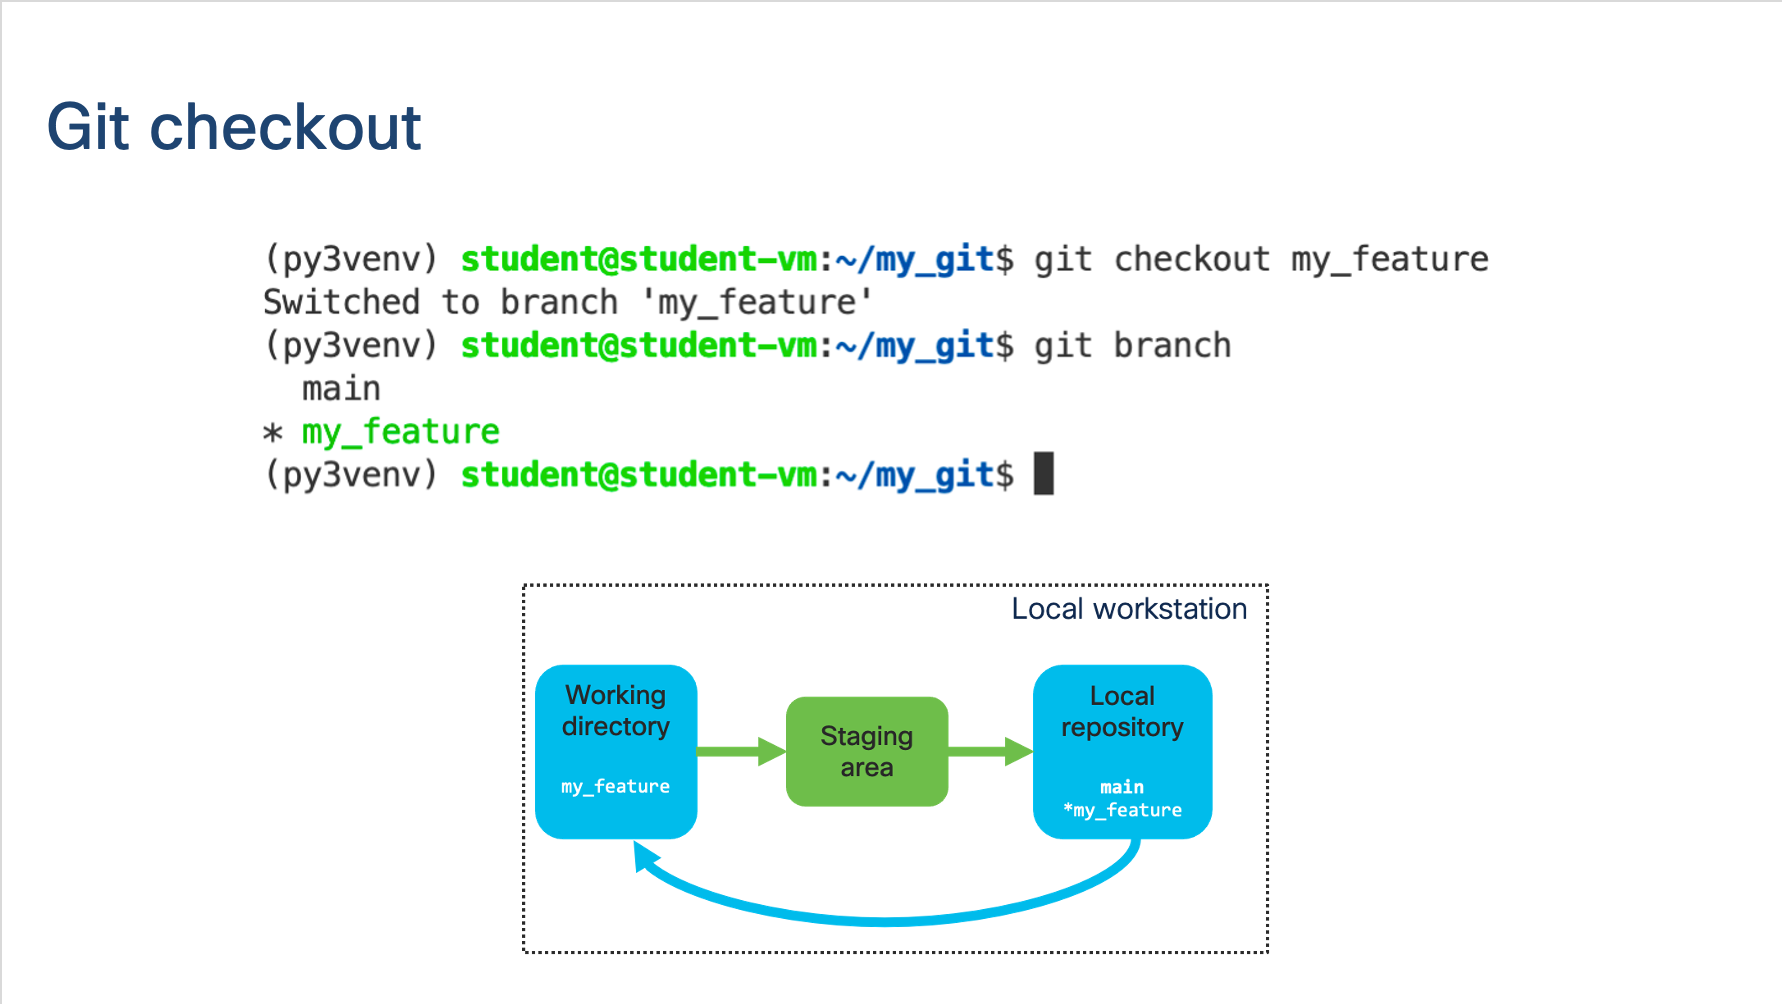 Git checkout
(py3venv) student@student-vm:~/my_git$ git checkout my_feature
Switched to branch 'my_feature'
(py3venv) student@student-vm:~/my_git$ git branch
  main
* my_feature
(py3venv) student@student-vm:~/my_git$
Local workstation
Working
directory
my_feature
Staging
area
Local
repository
main
*my_feature